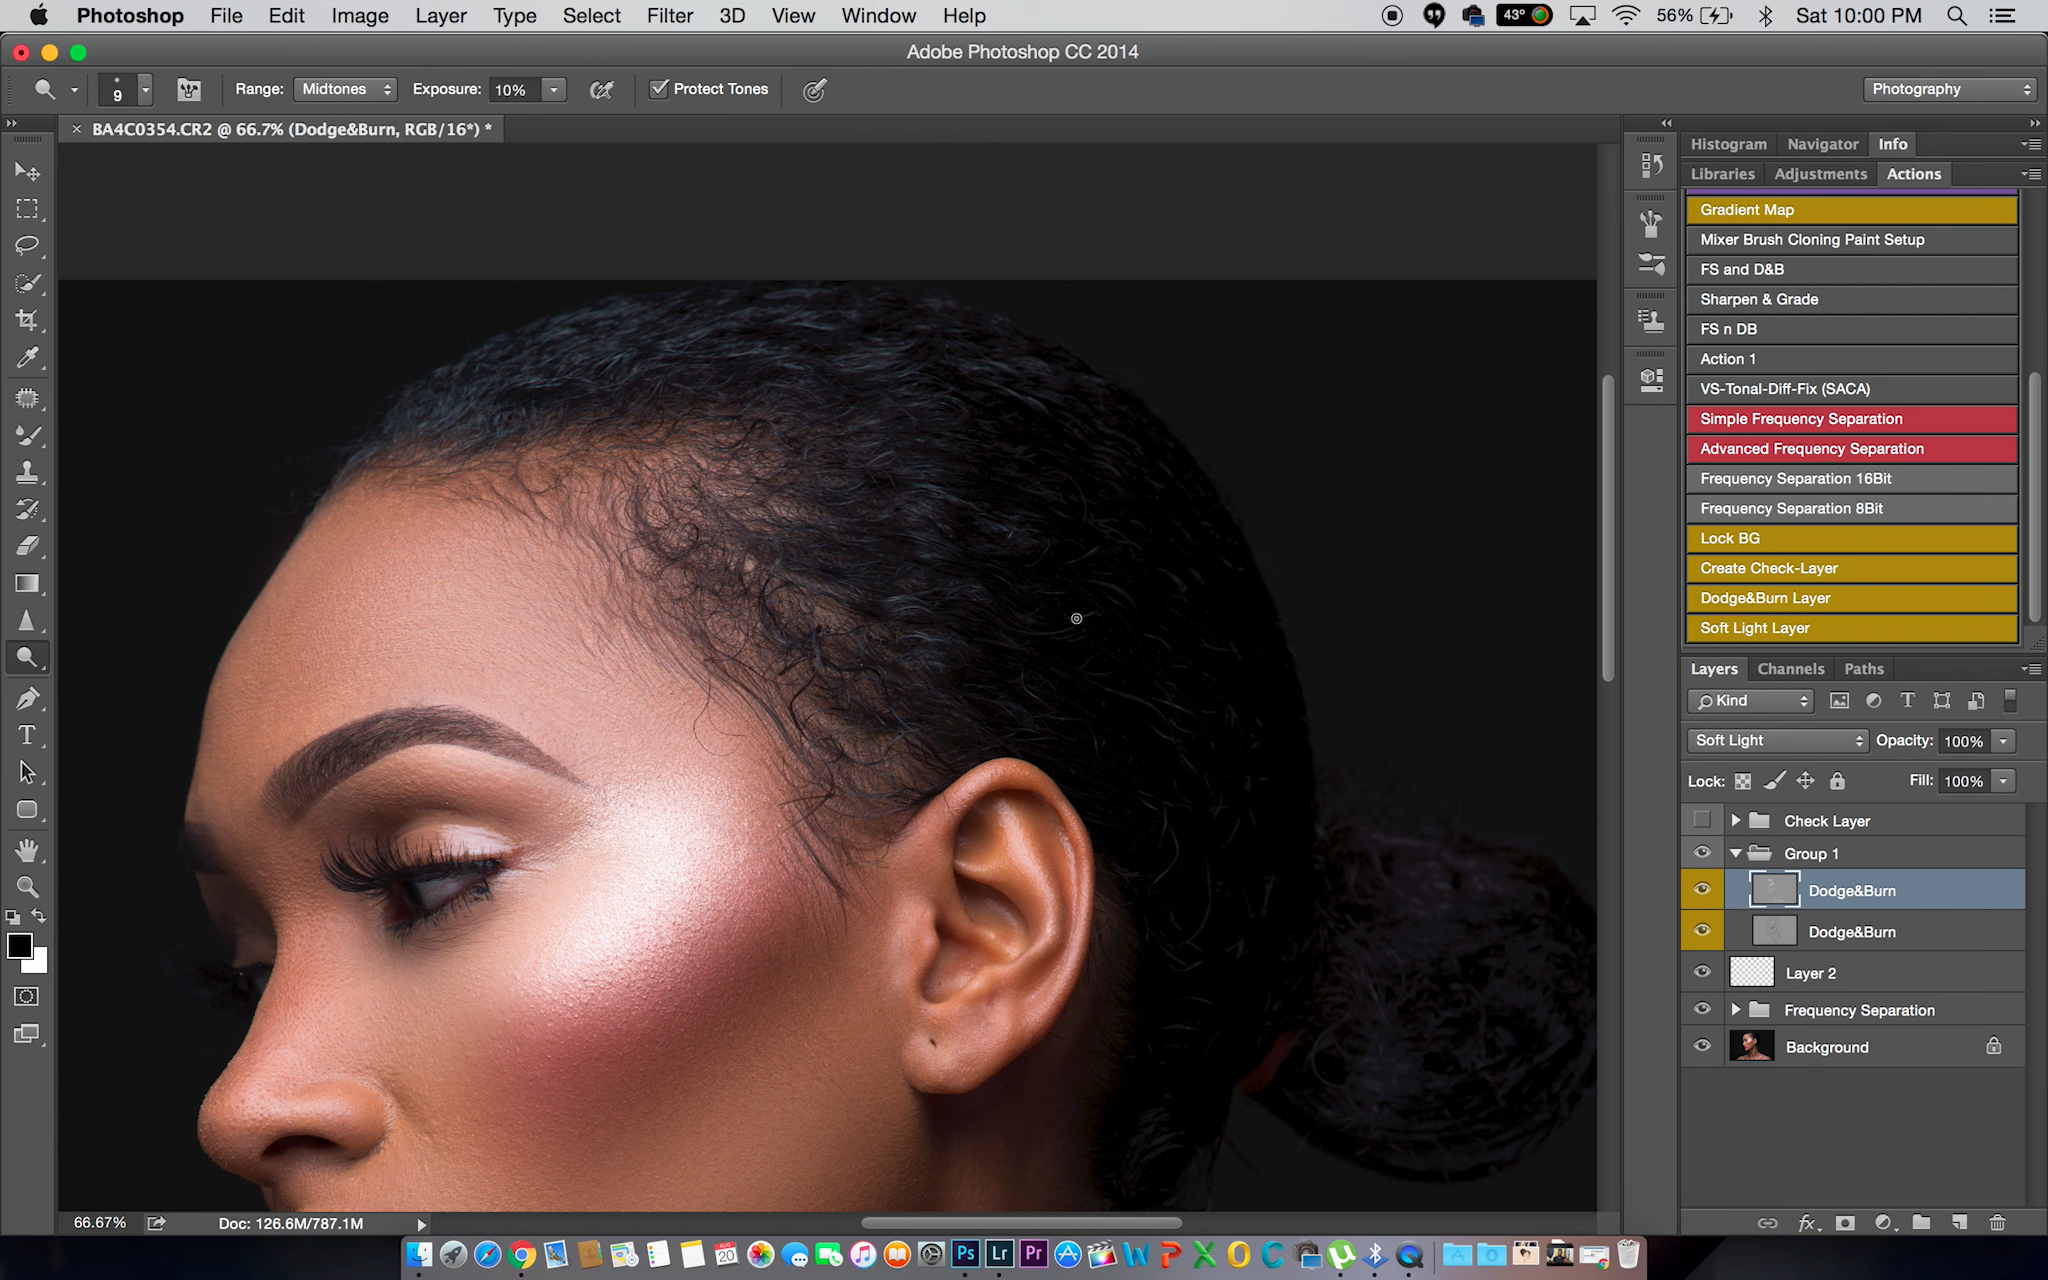 Photoshop File Edit Image Layer Type Select Filter 3D View Window Help 43° 56% Sat 10:00 PM
Adobe Photoshop CC 2014
9 Range: Midtones Exposure: 10% Protect Tones Photography
BA4C0354.CR2 @ 66.7% (Dodge&Burn, RGB/16*) *
Histogram Navigator Info
Libraries Adjustments Actions
Gradient Map
Mixer Brush Cloning Paint Setup
FS and D&B
Sharpen & Grade
FS n DB
Action 1
VS-Tonal-Diff-Fix (SACA)
Simple Frequency Separation
Advanced Frequency Separation
Frequency Separation 16Bit
Frequency Separation 8Bit
Lock BG
Create Check-Layer
Dodge&Burn Layer
Soft Light Layer
Layers Channels Paths
Kind
Soft Light Opacity: 100%
Lock: Fill: 100%
Check Layer
Group 1
Dodge&Burn
Dodge&Burn
Layer 2
Frequency Separation
Background
66.67% Doc: 126.6M/787.1M
fx
AUG
20 Ps Lr Pr